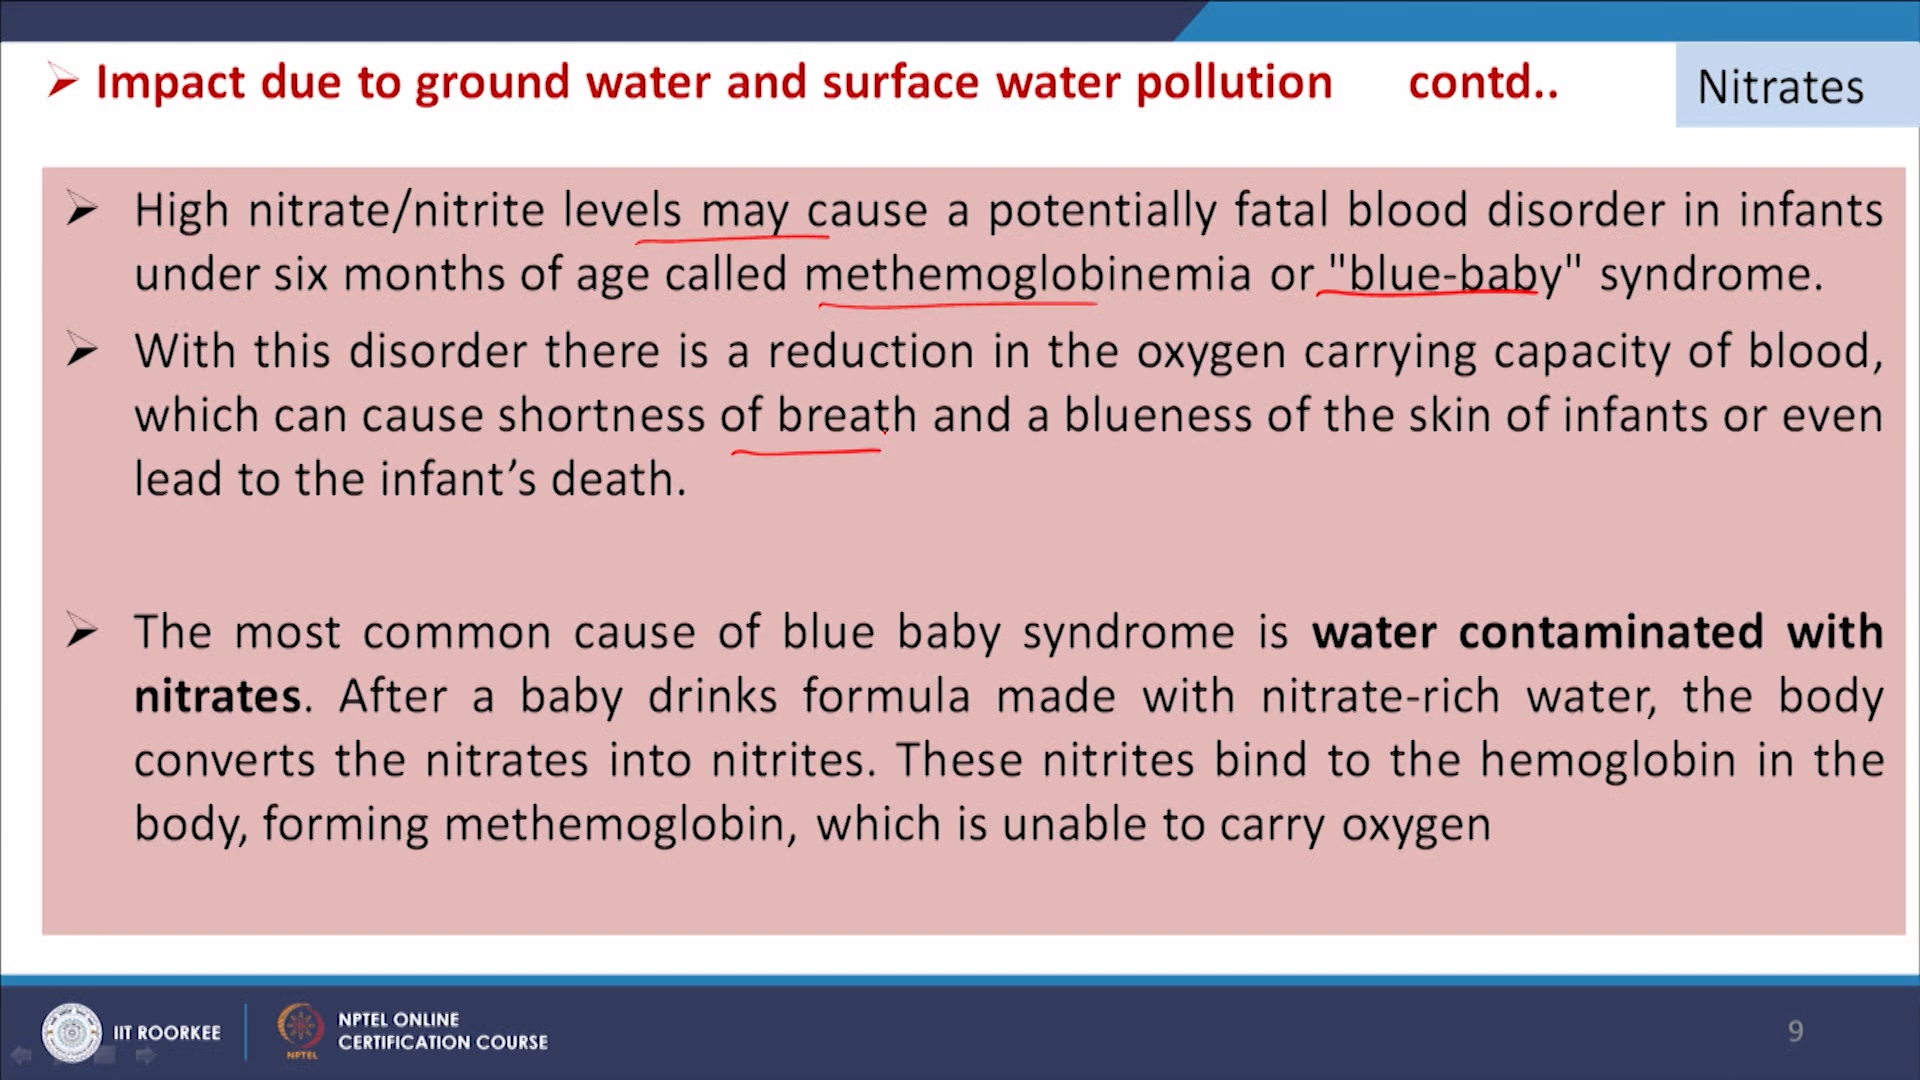 Impact due to ground water and surface water pollution contd..
Nitrates
High nitrate/nitrite levels may cause a potentially fatal blood disorder in infants
under six months of age called methemoglobinemia or "blue-baby" syndrome.
With this disorder there is a reduction in the oxygen carrying capacity of blood,
which can cause shortness of breath and a blueness of the skin of infants or even
lead to the infant’s death.
The most common cause of blue baby syndrome is water contaminated with
nitrates. After a baby drinks formula made with nitrate-rich water, the body
converts the nitrates into nitrites. These nitrites bind to the hemoglobin in the
body, forming methemoglobin, which is unable to carry oxygen
IIT ROORKEE
NPTEL
NPTEL ONLINE
CERTIFICATION COURSE
9